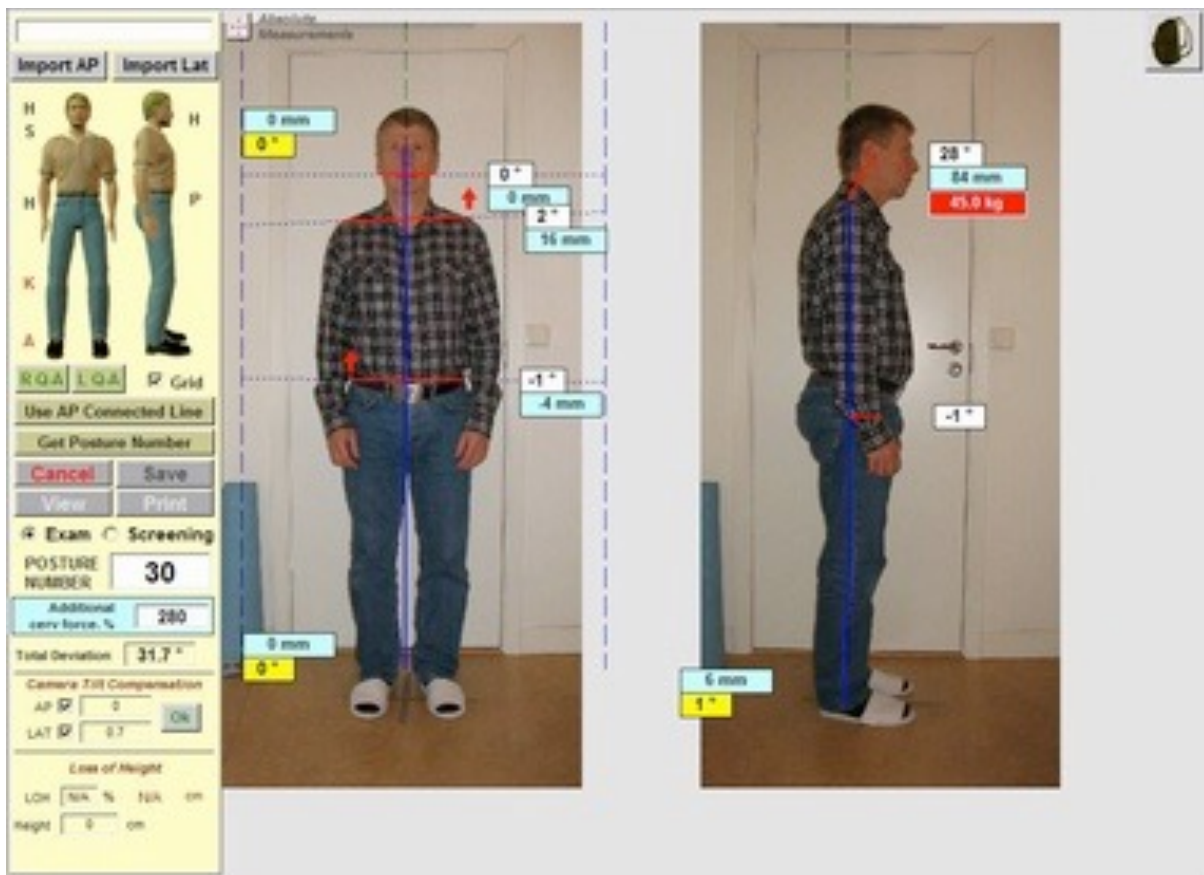 Absolute
Measurements
Import AP Import Lat
H
S
H
H
P
K
A
RQA LQA Grid
Use AP Connected Line
Get Posture Number
Cancel Save
View Print
Exam Screening
POSTURE
NUMBER
30
Additional
cerv force. %
280
Total Deviation 31.7 °
Camera Tilt Compensation
AP 0
LAT 0.7
Ok
Loss of Height
LOH N/A % N/A cm
Height 0 cm
0 mm
0 °
0 °
0 mm
2 °
16 mm
-1 °
-4 mm
0 mm
0 °
28 °
84 mm
45.0 kg
-1 °
6 mm
1 °